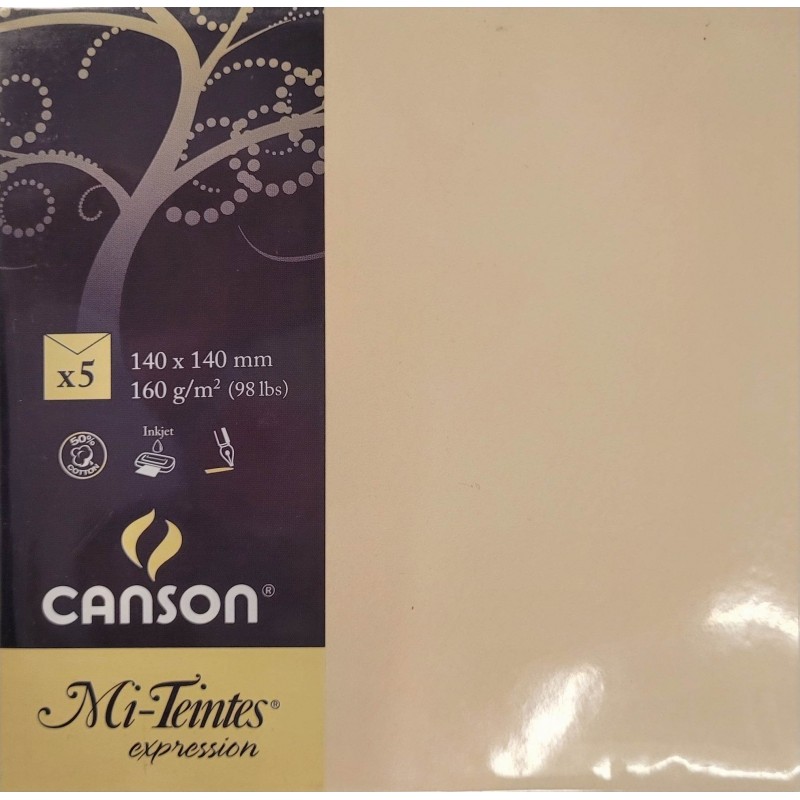 x5
140 x 140 mm
160 g/m² (98 lbs)
50%
COTTON
Inkjet
CANSON®
Mi-Teintes®
expression